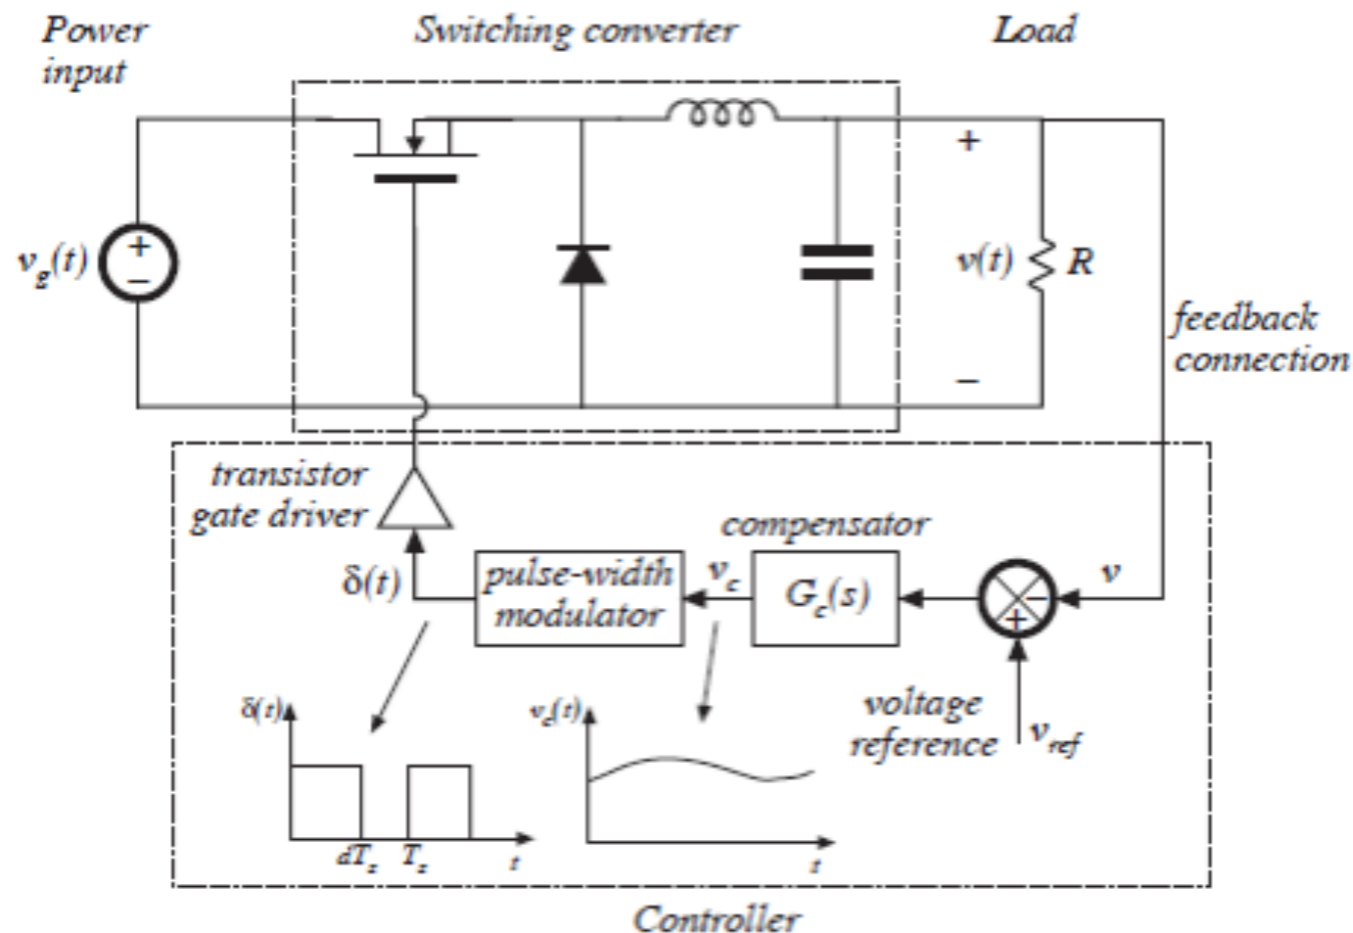 Power
input
Switching converter
Load
+
v_g(t)
+
−
v(t)
R
−
feedback
connection
transistor
gate driver
compensator
δ(t)
pulse-width
modulator
v_c
G_c(s)
−
+
v
voltage
reference
v_ref
δ(t)
dT_s
T_s
t
v_c(t)
t
Controller